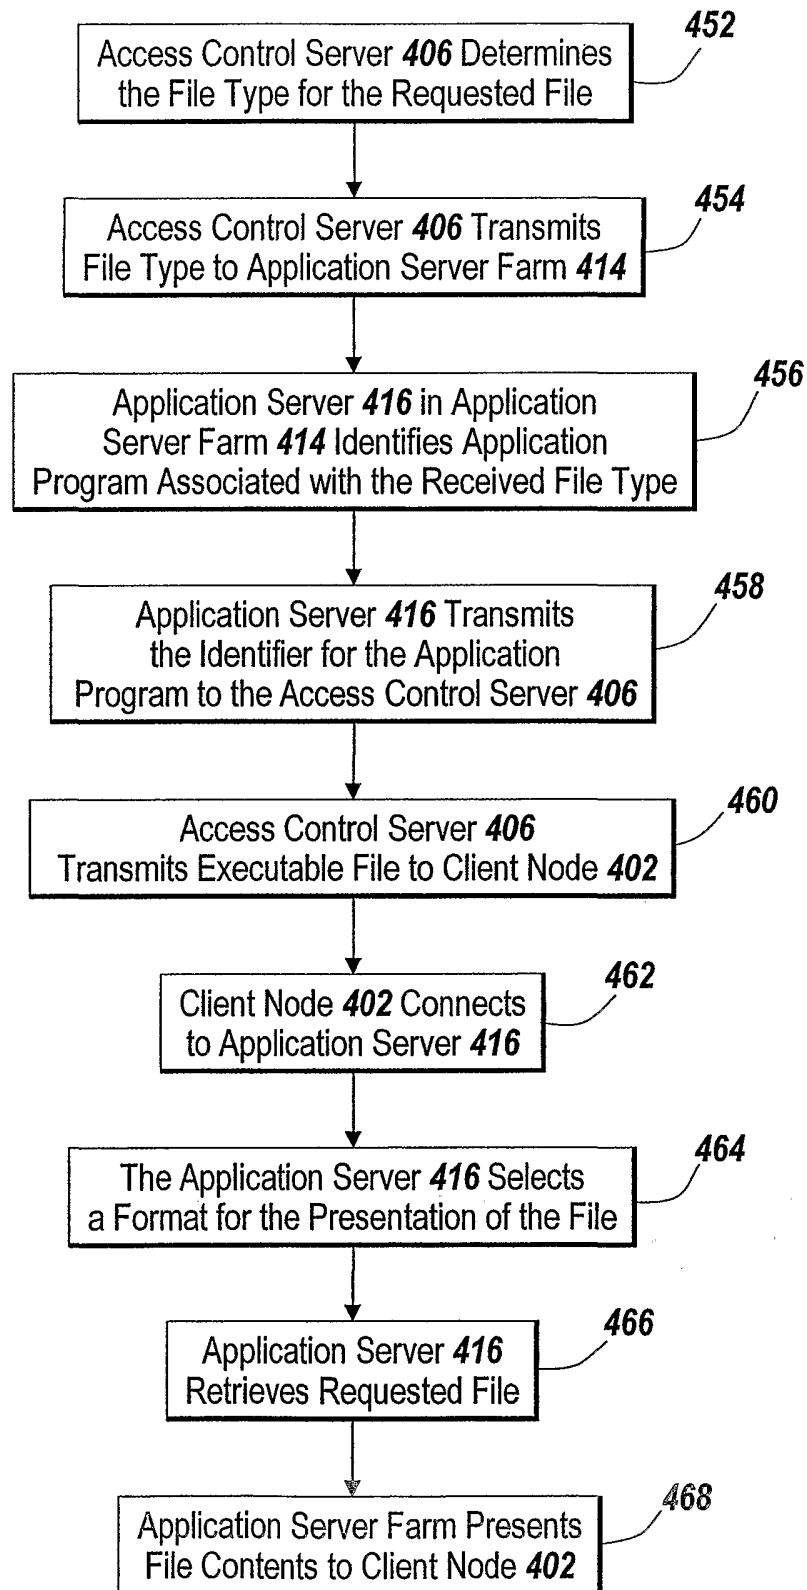 452
Access Control Server 406 Determines
the File Type for the Requested File
454
Access Control Server 406 Transmits
File Type to Application Server Farm 414
456
Application Server 416 in Application
Server Farm 414 Identifies Application
Program Associated with the Received File Type
458
Application Server 416 Transmits
the Identifier for the Application
Program to the Access Control Server 406
460
Access Control Server 406
Transmits Executable File to Client Node 402
462
Client Node 402 Connects
to Application Server 416
464
The Application Server 416 Selects
a Format for the Presentation of the File
466
Application Server 416
Retrieves Requested File
468
Application Server Farm Presents
File Contents to Client Node 402